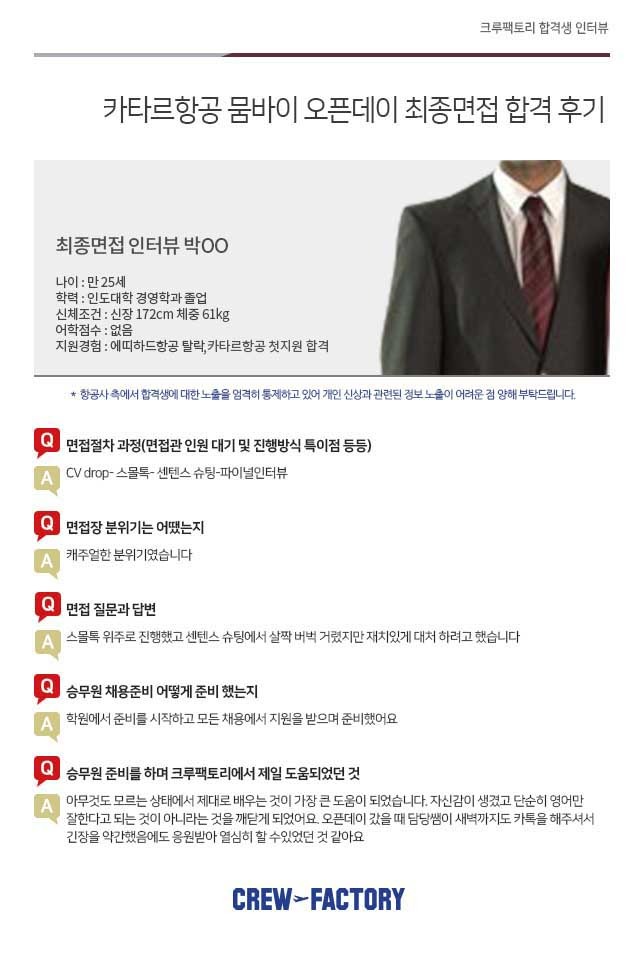 크루팩토리 합격생 인터뷰
카타르항공 뭄바이 오픈데이 최종면접 합격 후기
최종면접 인터뷰 박OO
나이 : 만 25세
학력 : 인도대학 경영학과 졸업
신체조건 : 신장 172cm 체중 61kg
어학점수 : 없음
지원경험 : 에띠하드항공 탈락,카타르항공 첫지원 합격
* 항공사 측에서 합격생에 대한 노출을 엄격히 통제하고 있어 개인 신상과 관련된 정보 노출이 어려운 점 양해 부탁드립니다.
Q 면접절차 과정(면접관 인원 대기 및 진행방식 특이점 등등)
A CV drop- 스몰톡- 센텐스 슈팅-파이널인터뷰
Q 면접장 분위기는 어땠는지
A 캐주얼한 분위기였습니다
Q 면접 질문과 답변
A 스몰톡 위주로 진행했고 센텐스 슈팅에서 살짝 버벅 거렸지만 재치있게 대처 하려고 했습니다
Q 승무원 채용준비 어떻게 준비 했는지
A 학원에서 준비를 시작하고 모든 채용에서 지원을 받으며 준비했어요
Q 승무원 준비를 하며 크루팩토리에서 제일 도움되었던 것
A 아무것도 모르는 상태에서 제대로 배우는 것이 가장 큰 도움이 되었습니다. 자신감이 생겼고 단순히 영어만
잘한다고 되는 것이 아니라는 것을 깨닫게 되었어요. 오픈데이 갔을 때 담당쌤이 새벽까지도 카톡을 해주셔서
긴장을 약간했음에도 응원받아 열심히 할 수있었던 것 같아요
CREW FACTORY